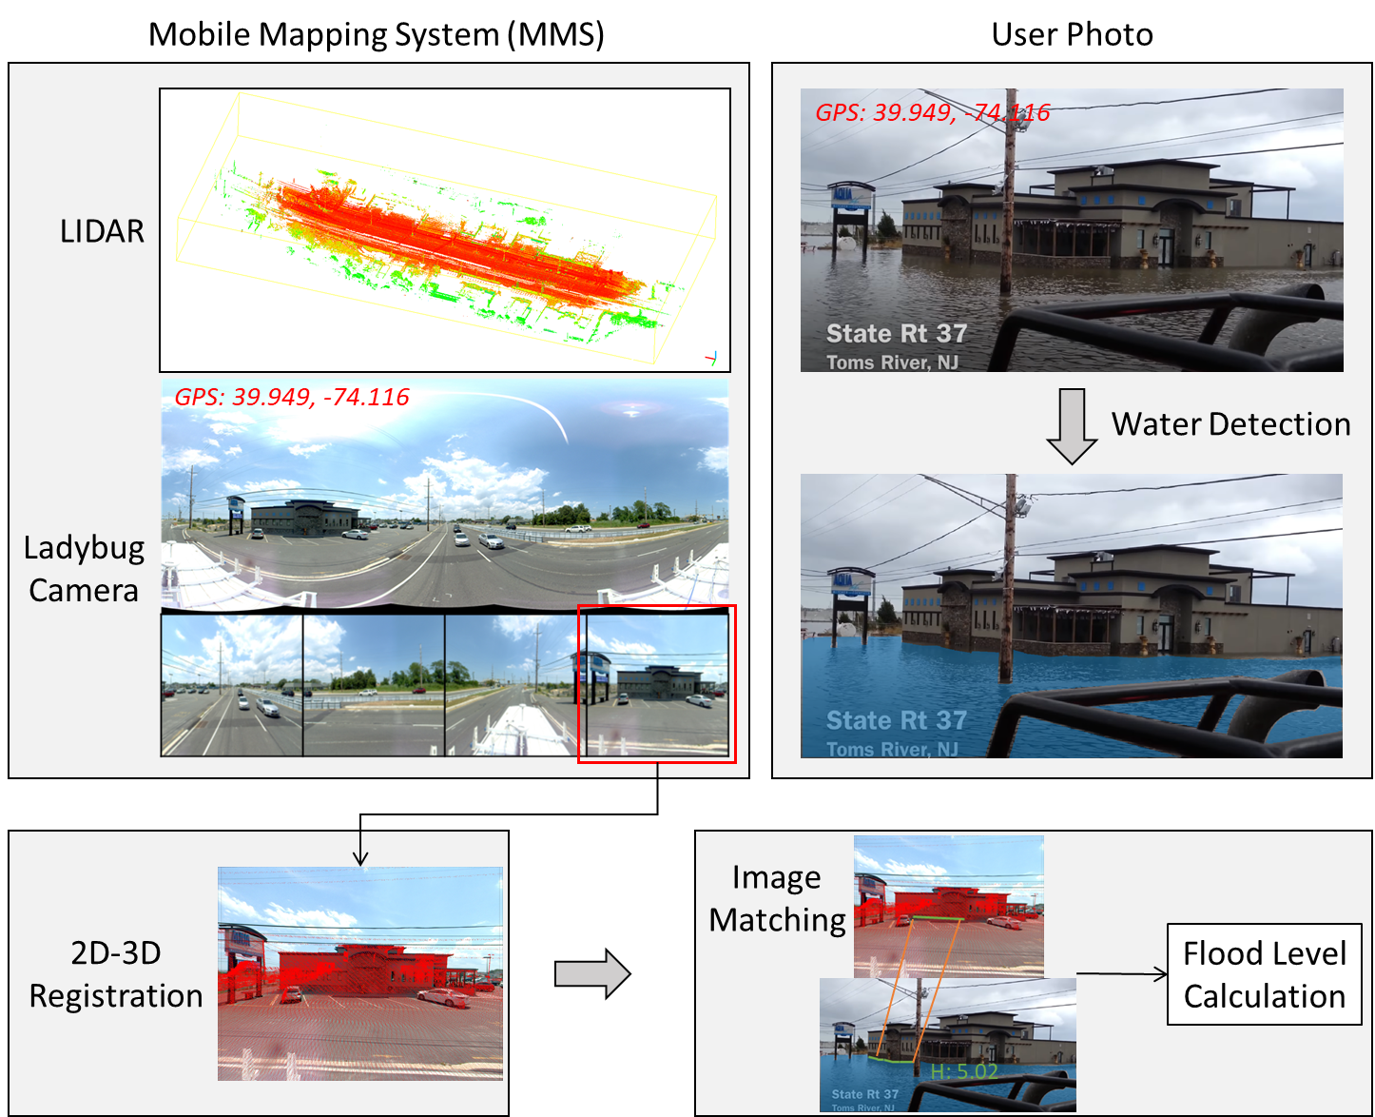 Mobile Mapping System (MMS)
LIDAR
GPS: 39.949, -74.116
Ladybug
Camera
User Photo
GPS: 39.949, -74.116
AQUA
State Rt 37
Toms River, NJ
Water Detection
AQUA
State Rt 37
Toms River, NJ
2D-3D
Registration
Image
Matching
H: 5.02
State Rt 37
Toms River, NJ
Flood Level
Calculation